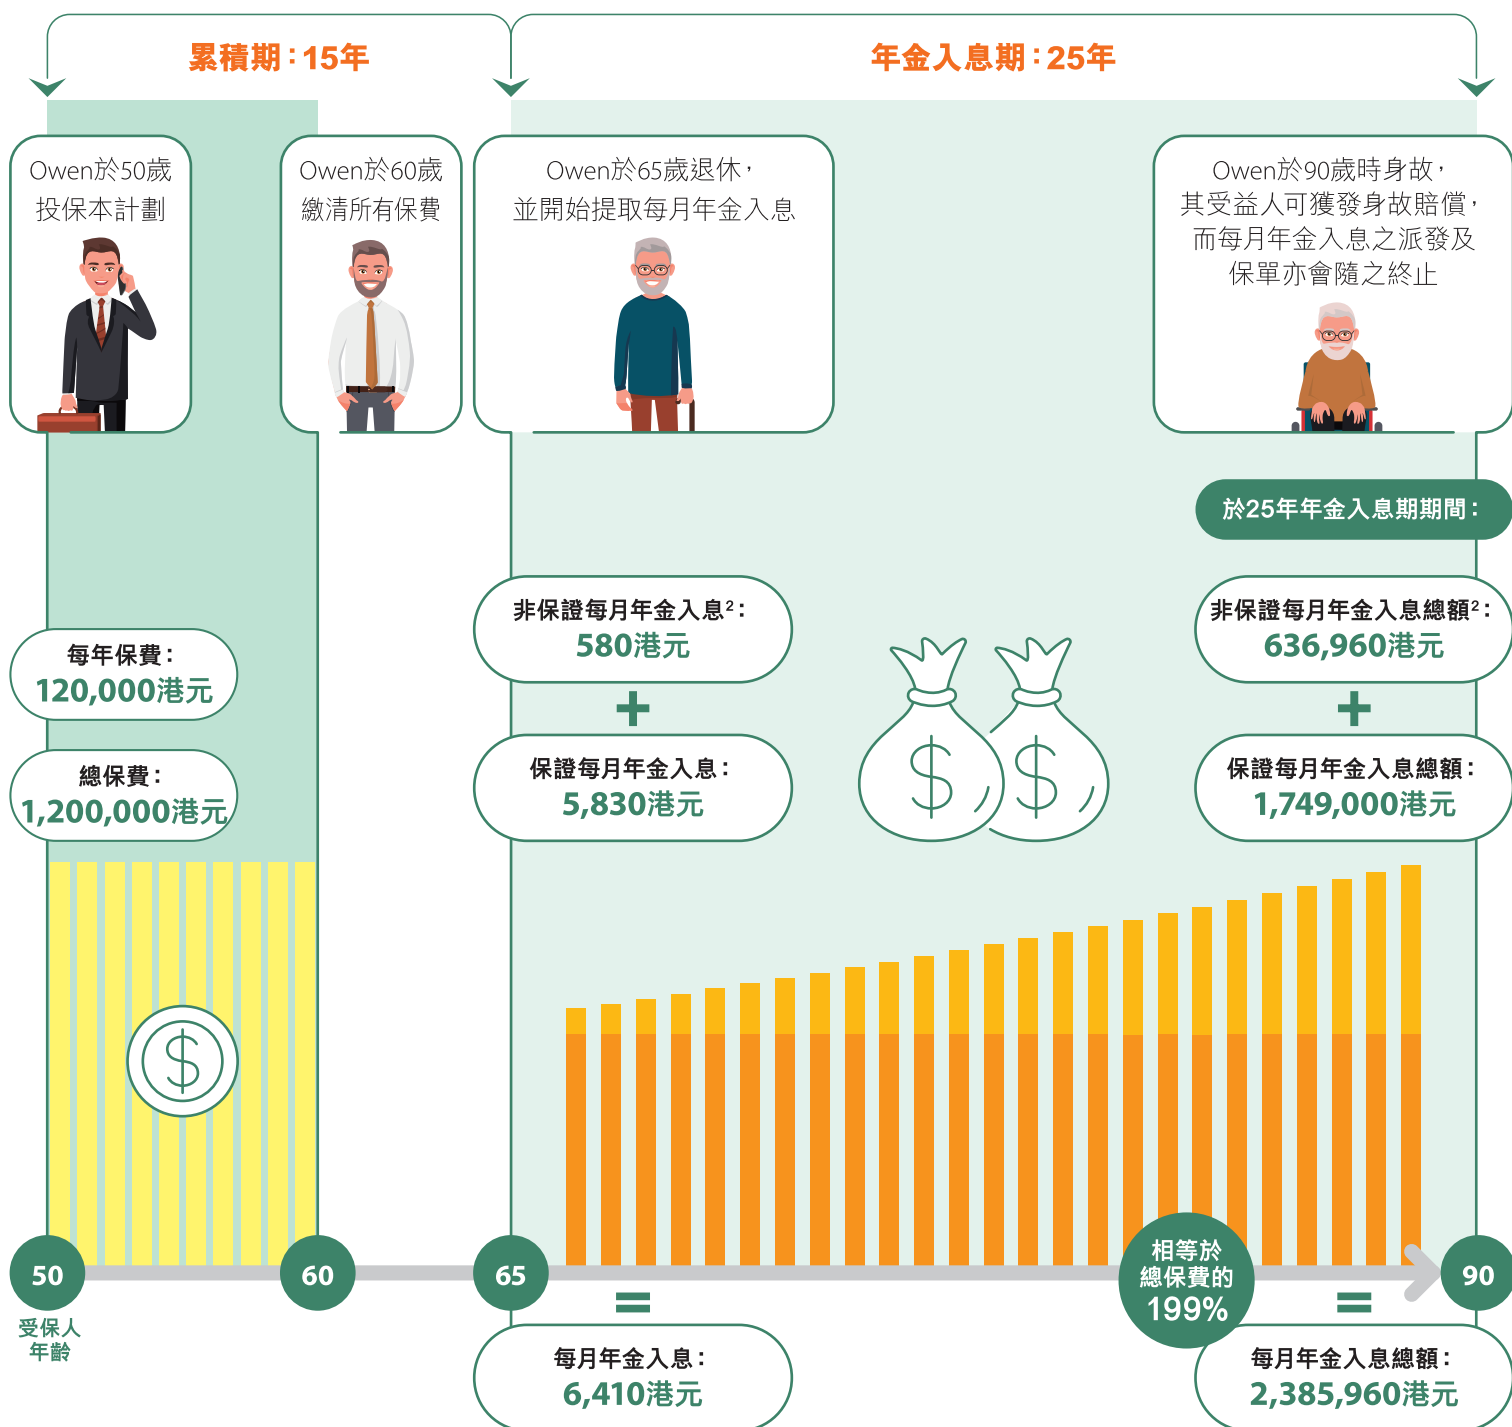 累積期：15年
年金入息期：25年
Owen於50歲
投保本計劃
Owen於60歲
繳清所有保費
Owen於65歲退休，
並開始提取每月年金入息
Owen於90歲時身故，
其受益人可獲發身故賠償，
而每月年金入息之派發及
保單亦會隨之終止
於25年年金入息期期間：
每年保費：
120,000港元
總保費：
1,200,000港元
非保證每月年金入息²：
580港元
+
保證每月年金入息：
5,830港元
$
$
非保證每月年金入息總額²：
636,960港元
+
保證每月年金入息總額：
1,749,000港元
$
50
60
65
90
受保人
年齡
=
每月年金入息：
6,410港元
相等於
總保費的
199%
=
每月年金入息總額：
2,385,960港元